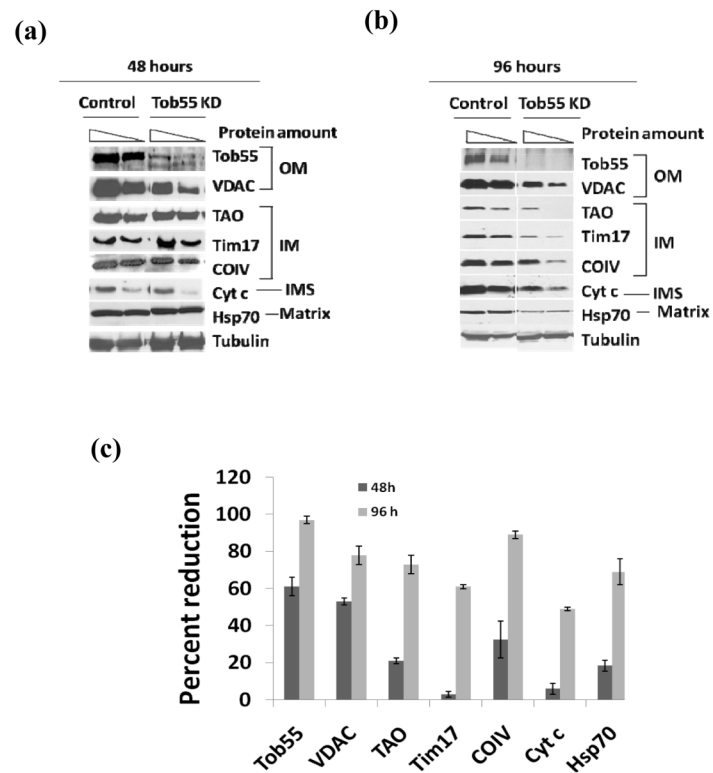 (a)
48 hours
Control Tob55 KD
Protein amount
Tob55
OM
VDAC
TAO
Tim17
IM
COIV
Cyt c
IMS
Hsp70
Matrix
Tubulin
(b)
96 hours
Control Tob55 KD
Protein amount
Tob55
OM
VDAC
TAO
Tim17
IM
COIV
Cyt c
IMS
Hsp70
Matrix
Tubulin
(c)
Percent reduction
120
100
80
60
40
20
0
48h
96 h
Tob55 VDAC TAO Tim17 COIV Cyt c Hsp70